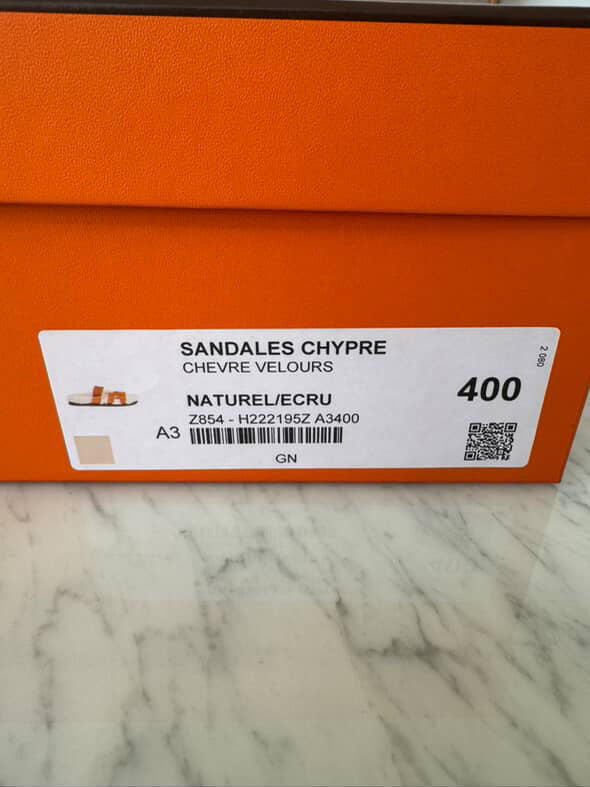 SANDALES CHYPRE
CHEVRE VELOURS
NATUREL/ECRU
Z854 - H222195Z A3400
A3
GN
400
2 080